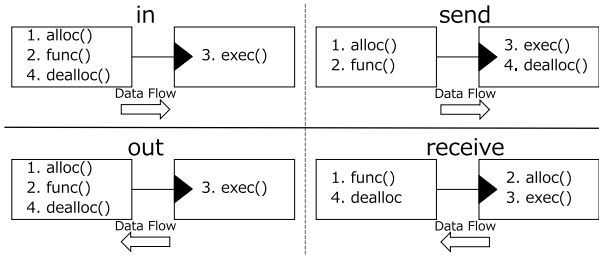 in
1. alloc()
2. func()
4. dealloc()
3. exec()
Data Flow
send
1. alloc()
2. func()
3. exec()
4. dealloc()
Data Flow
out
1. alloc()
2. func()
4. dealloc()
3. exec()
Data Flow
receive
1. func()
4. dealloc
2. alloc()
3. exec()
Data Flow